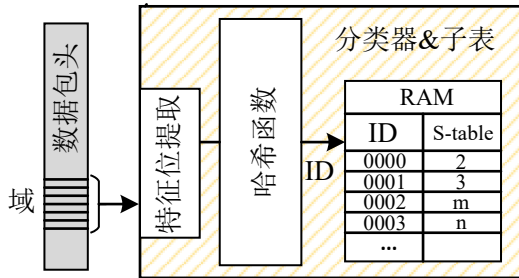 分类器&子表
数据包头
域
特征位提取
哈希函数
ID
RAM
ID S-table
0000 2
0001 3
0002 m
0003 n
...